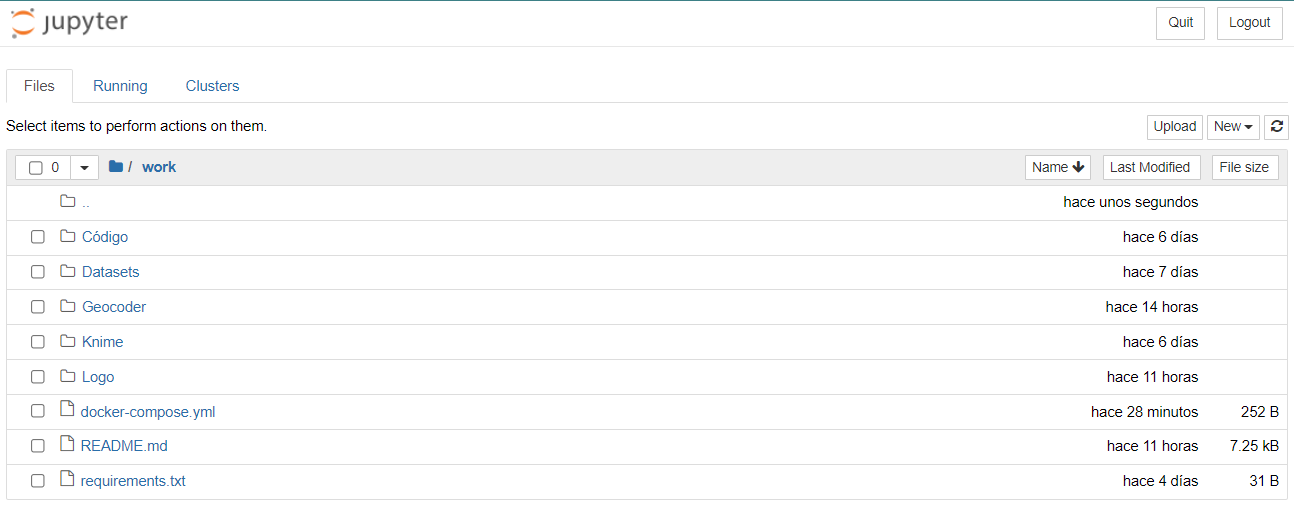 jupyter Quit Logout
Files Running Clusters
Select items to perform actions on them. Upload New
0 / work Name Last Modified File size
.. hace unos segundos
Código hace 6 días
Datasets hace 7 días
Geocoder hace 14 horas
Knime hace 6 días
Logo hace 11 horas
docker-compose.yml hace 28 minutos 252 B
README.md hace 11 horas 7.25 kB
requirements.txt hace 4 días 31 B